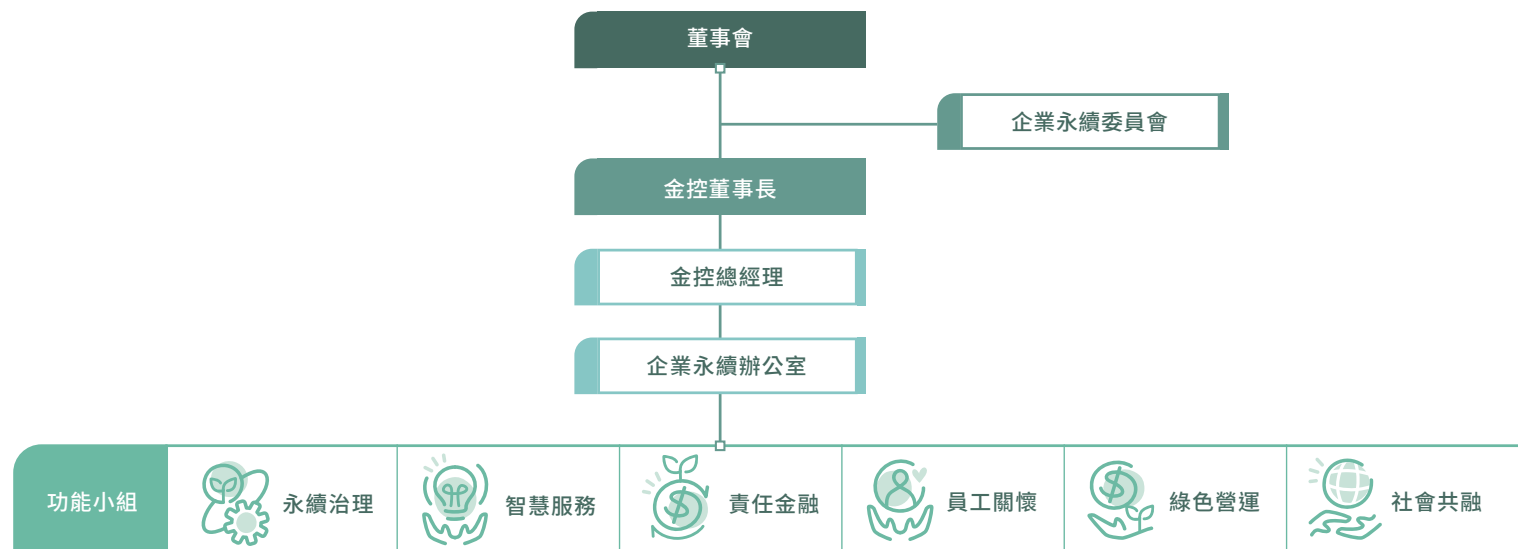 董事會
企業永續委員會
金控董事長
金控總經理
企業永續辦公室
功能小組
永續治理
智慧服務
責任金融
員工關懷
綠色營運
社會共融